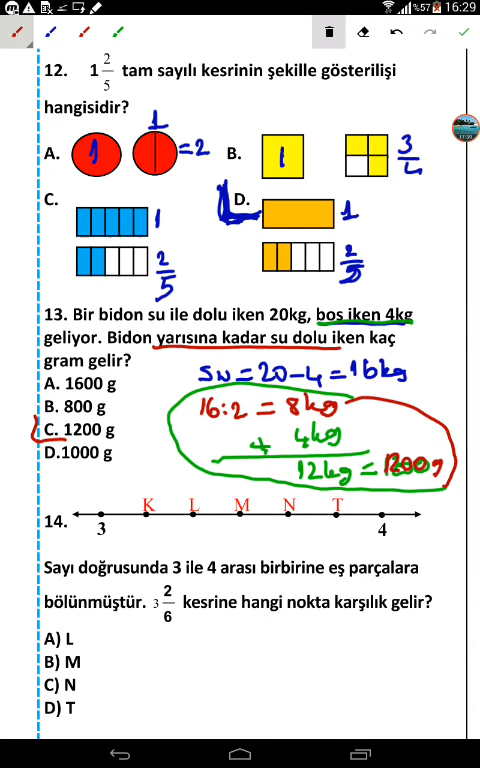 %57 16:29
12. 1 2/5 tam sayılı kesrinin şekille gösterilişi
hangisidir?
A. 1 1 =2 B. 1 3/4
C. 1 D. 1
2/5 2/5
13. Bir bidon su ile dolu iken 20kg, boş iken 4kg
geliyor. Bidon yarısına kadar su dolu iken kaç
gram gelir?
su=20-4=16kg
A. 1600 g
16:2=8kg
B. 800 g
+ 4kg
C. 1200 g
12kg = 1200g
D.1000 g
K L M N T
14. 3 4
Sayı doğrusunda 3 ile 4 arası birbirine eş parçalara
bölünmüştür. 3 2/6 kesrine hangi nokta karşılık gelir?
A) L
B) M
C) N
D) T